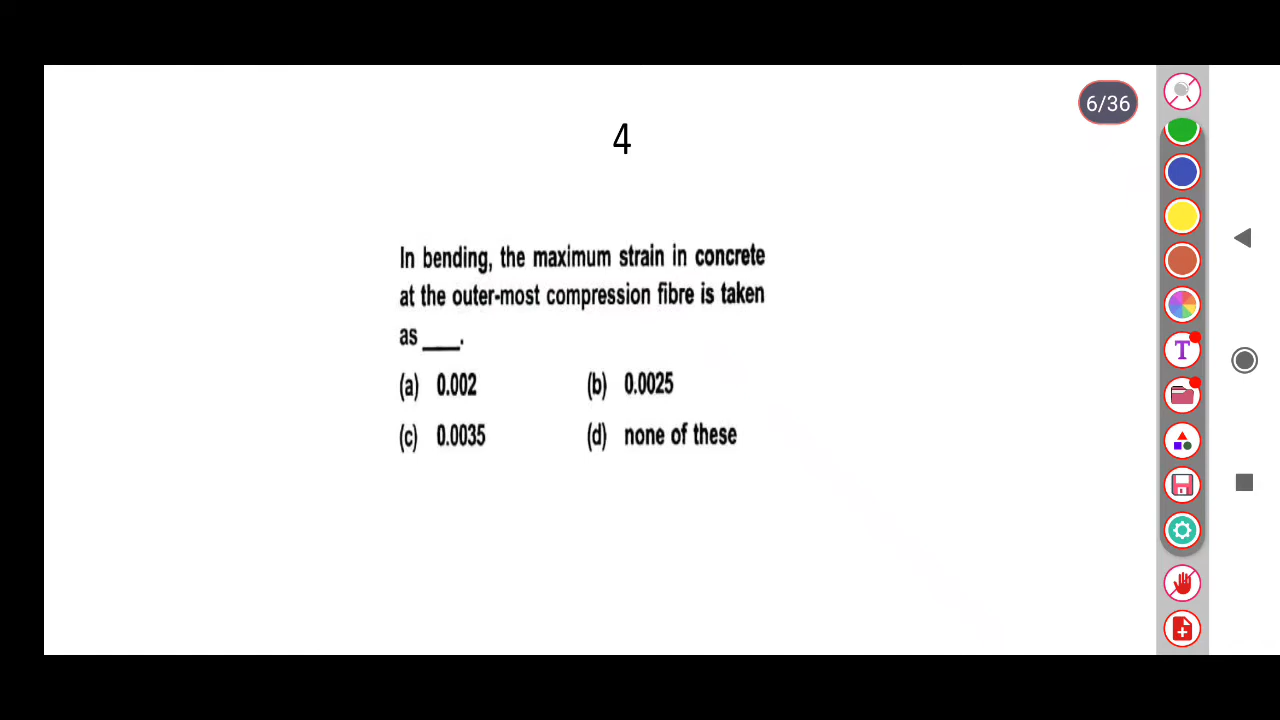 6/36
4
In bending, the maximum strain in concrete
at the outer-most compression fibre is taken
as ____.
(a) 0.002 (b) 0.0025
(c) 0.0035 (d) none of these
T